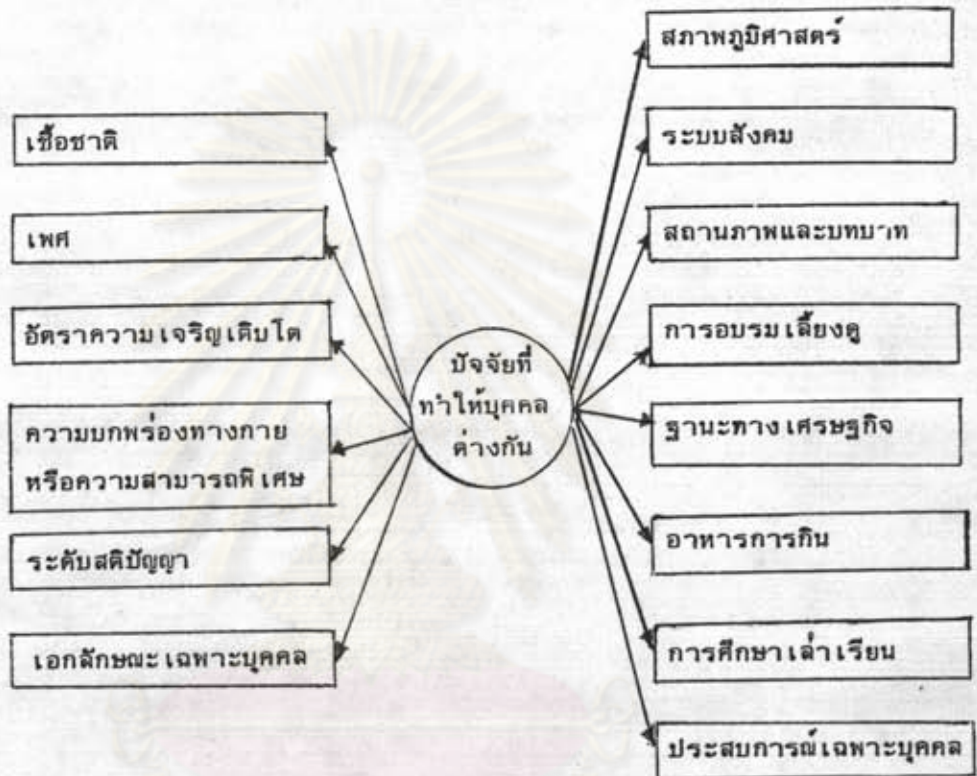 สภาพภูมิศาสตร์
เชื้อชาติ
ระบบสังคม
เพศ
สถานภาพและบทบาท
อัตราความเจริญเติบโต
การอบรมเลี้ยงดู
ปัจจัยที่
ทำให้บุคคล
ต่างกัน
ความบกพร่องทางกาย
หรือความสามารถพิเศษ
ฐานะทางเศรษฐกิจ
ระดับสติปัญญา
อาหารการกิน
เอกลักษณะเฉพาะบุคคล
การศึกษาเล่าเรียน
ประสบการณ์เฉพาะบุคคล